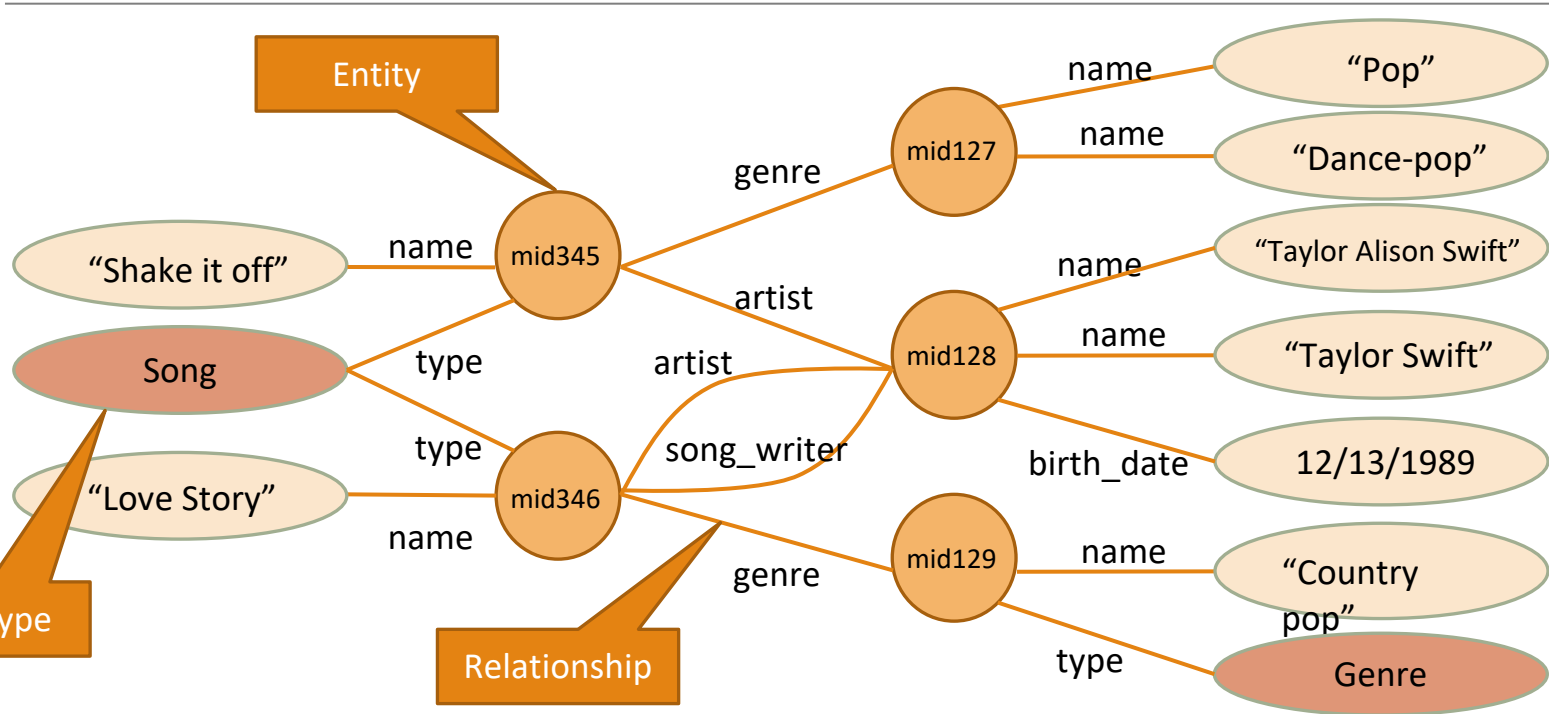 Entity
name
“Pop”
mid127
name
“Dance-pop”
genre
“Shake it off”
name
mid345
name
“Taylor Alison Swift”
artist
Song
type
artist
mid128
name
“Taylor Swift”
type
song_writer
birth_date
12/13/1989
“Love Story”
name
mid346
genre
mid129
name
“Country
pop”
ype
Relationship
type
Genre